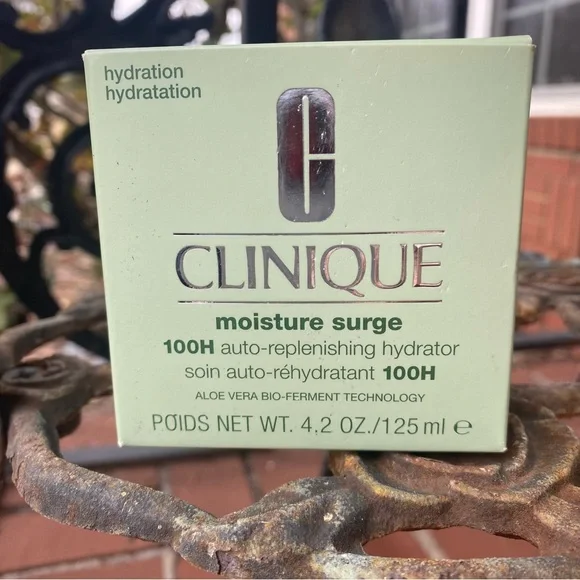 hydration
hydratation
C
CLINIQUE
moisture surge
100H auto-replenishing hydrator
soin auto-réhydratant 100H
ALOE VERA BIO-FERMENT TECHNOLOGY
POIDS NET WT. 4.2 OZ./125 ml ℮